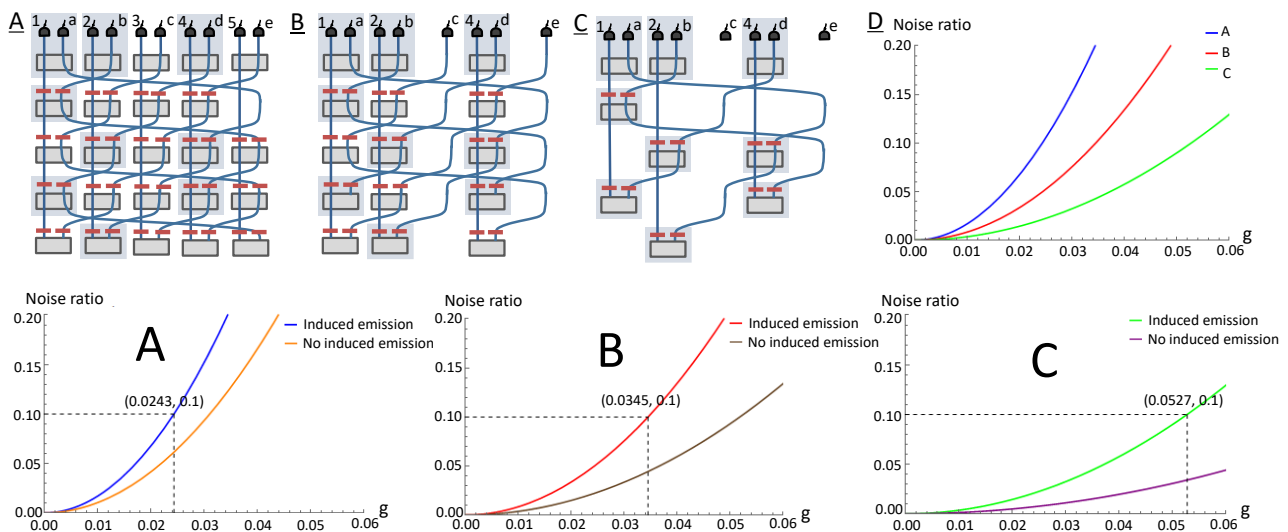 A 1 a 2 b 3 c 4 d 5 e
B 1 a 2 b c 4 d e
C 1 a 2 b c 4 d e
D Noise ratio
A
B
C
0.20
0.15
0.10
0.05
0.00
0.00 0.01 0.02 0.03 0.04 0.05 0.06 g
Noise ratio
0.20
0.15
0.10
0.05
0.00
A
Induced emission
No induced emission
(0.0243, 0.1)
0.00 0.01 0.02 0.03 0.04 0.05 0.06 g
Noise ratio
0.20
0.15
0.10
0.05
0.00
B
Induced emission
No induced emission
(0.0345, 0.1)
0.00 0.01 0.02 0.03 0.04 0.05 0.06 g
Noise ratio
0.20
0.15
0.10
0.05
0.00
C
Induced emission
No induced emission
(0.0527, 0.1)
0.00 0.01 0.02 0.03 0.04 0.05 0.06 g